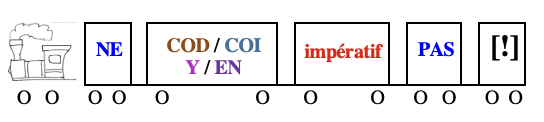 NE
COD / COI
Y / EN
impératif
PAS
[!]
O O O O O O O O O O O O